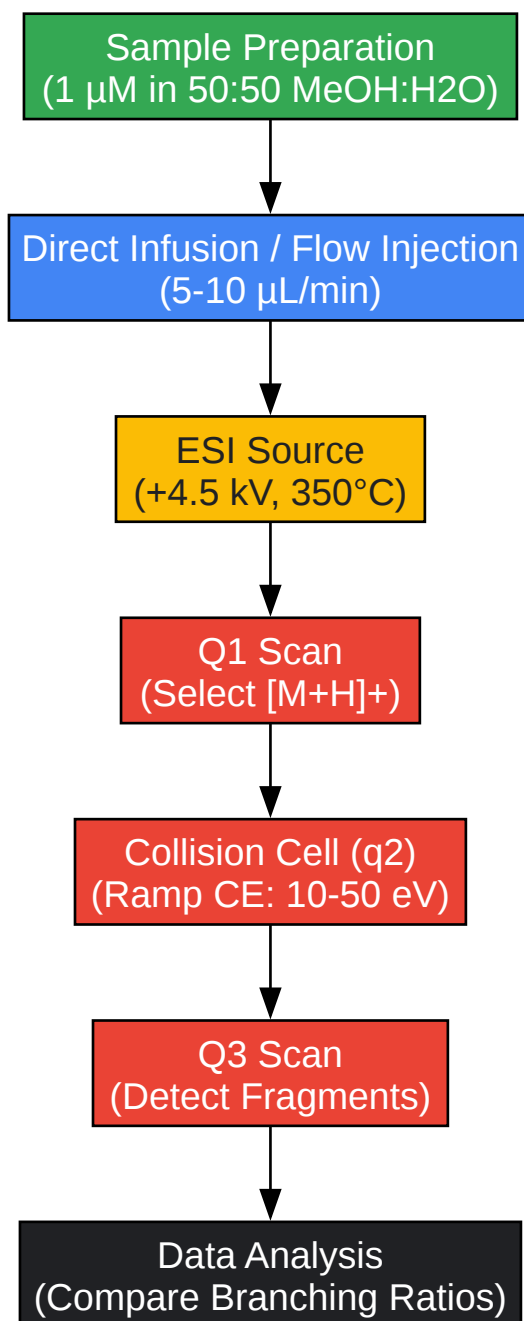 Sample Preparation
(1 µM in 50:50 MeOH:H2O)
Direct Infusion / Flow Injection
(5-10 µL/min)
ESI Source
(+4.5 kV, 350°C)
Q1 Scan
(Select [M+H]+)
Collision Cell (q2)
(Ramp CE: 10-50 eV)
Q3 Scan
(Detect Fragments)
Data Analysis
(Compare Branching Ratios)